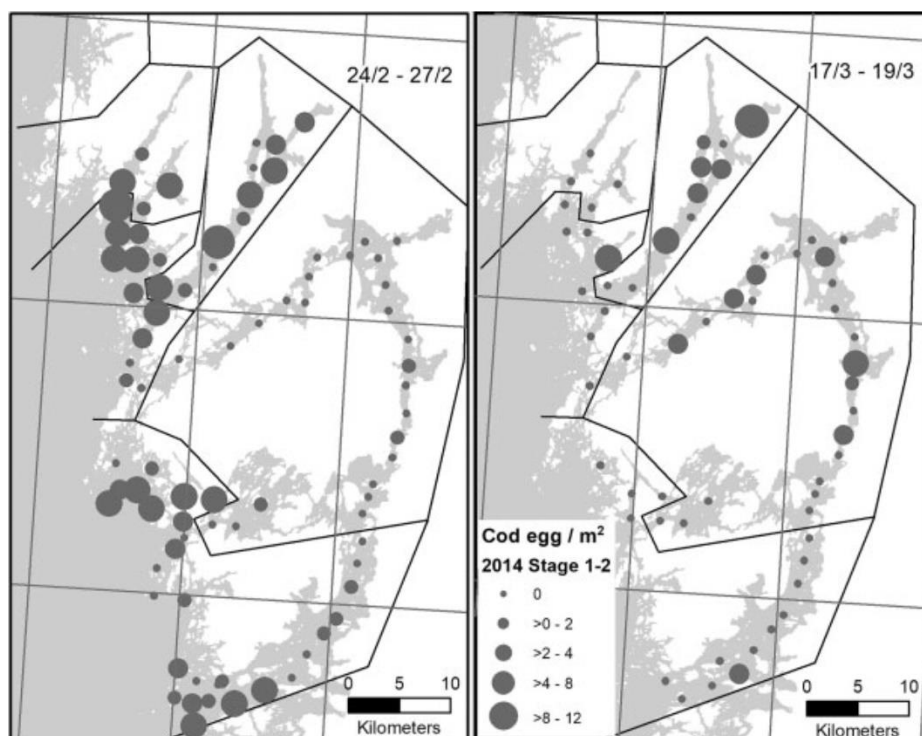 24/2 - 27/2
17/3 - 19/3
Cod egg / m²
2014 Stage 1-2
0
>0 - 2
>2 - 4
>4 - 8
>8 - 12
0 5 10
Kilometers
0 5 10
Kilometers